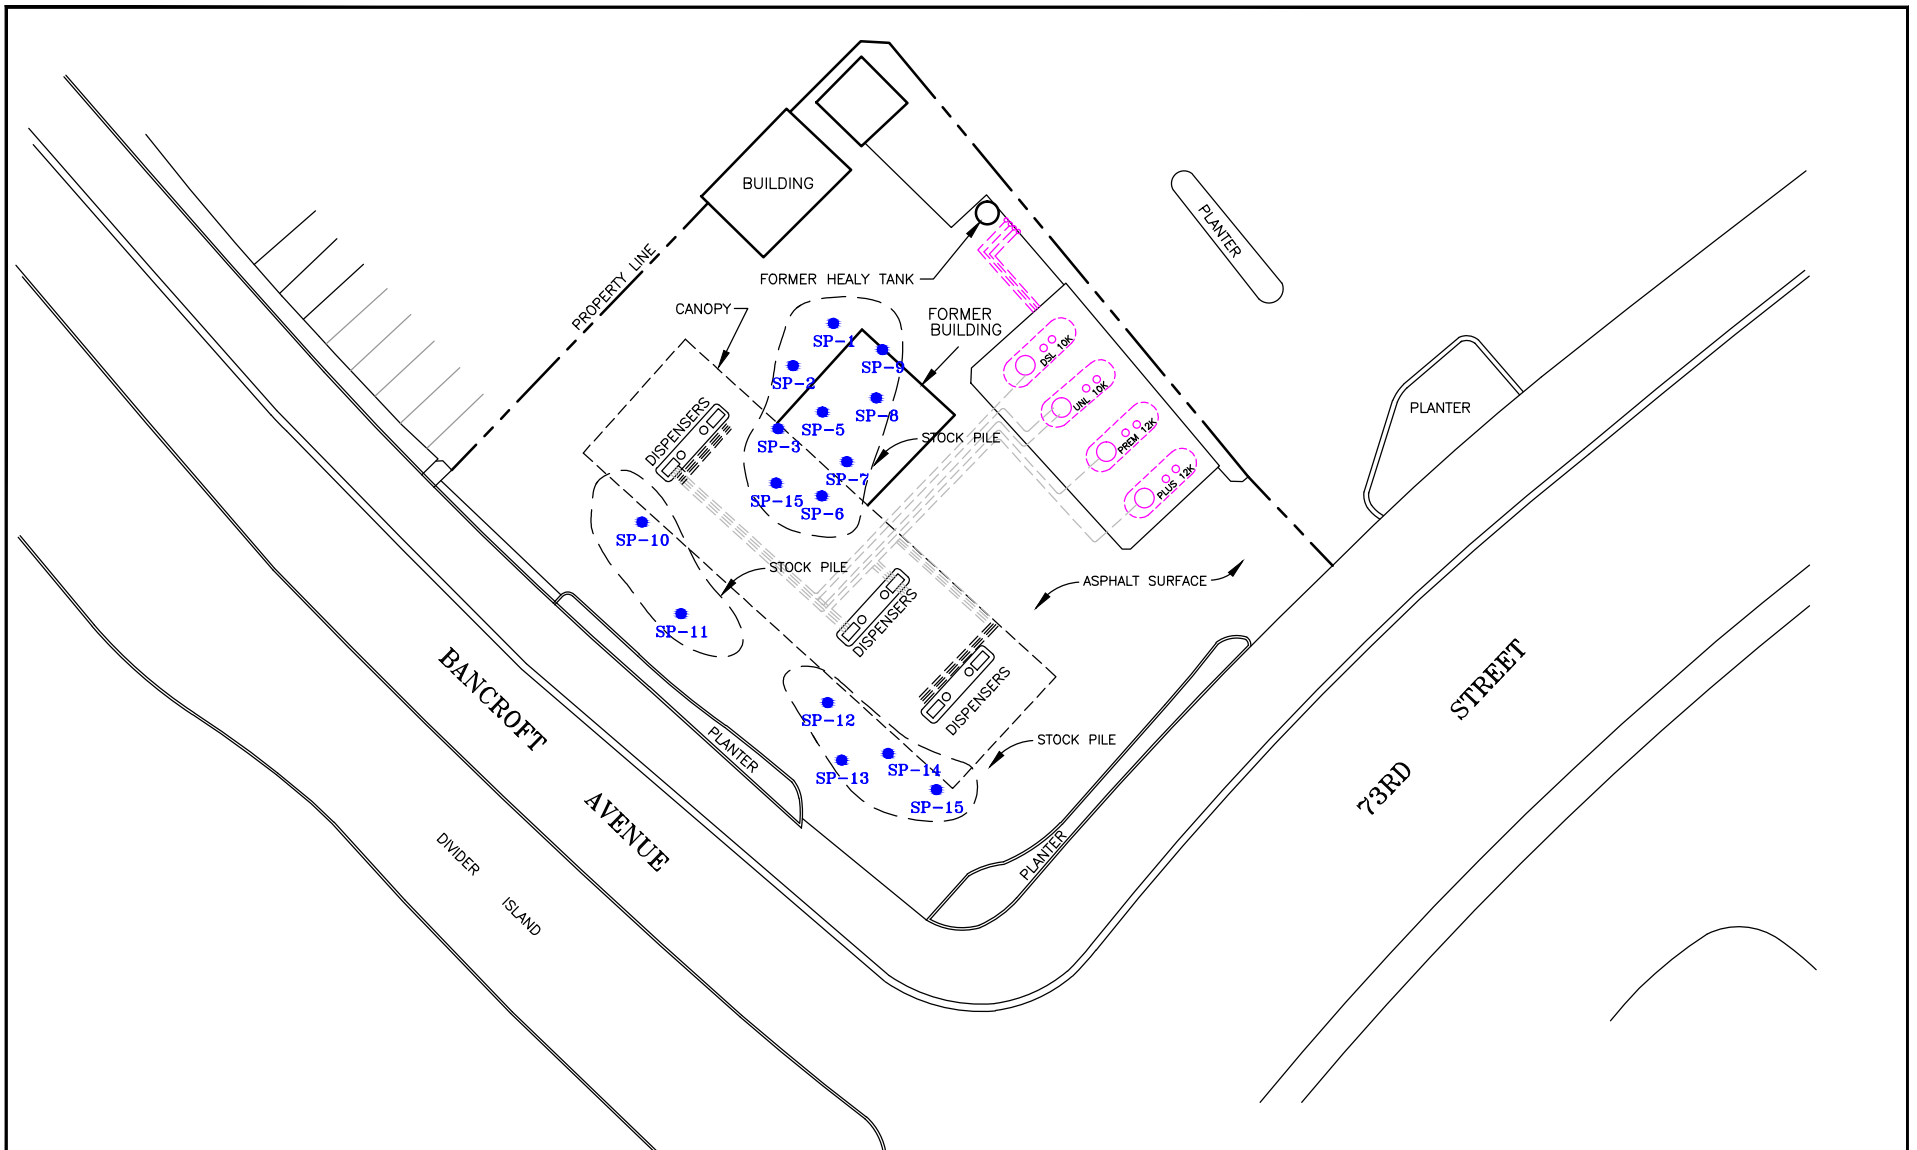 BUILDING
PLANTER
PROPERTY LINE
FORMER HEALY TANK
CANOPY
FORMER
BUILDING
SP-1
SP-9
SP-2
DSL 10K
UNL 10K
SP-5
SP-8
PLANTER
DISPENSERS
SP-3
STOCK PILE
PREM 12K
SP-7
PLUS 12K
SP-15
SP-6
SP-10
STOCK PILE
ASPHALT SURFACE
SP-11
DISPENSERS
SP-12
DISPENSERS
STOCK PILE
SP-14
SP-13
SP-15
PLANTER
PLANTER
BANCROFT
AVENUE
73RD
STREET
DIVIDER
ISLAND